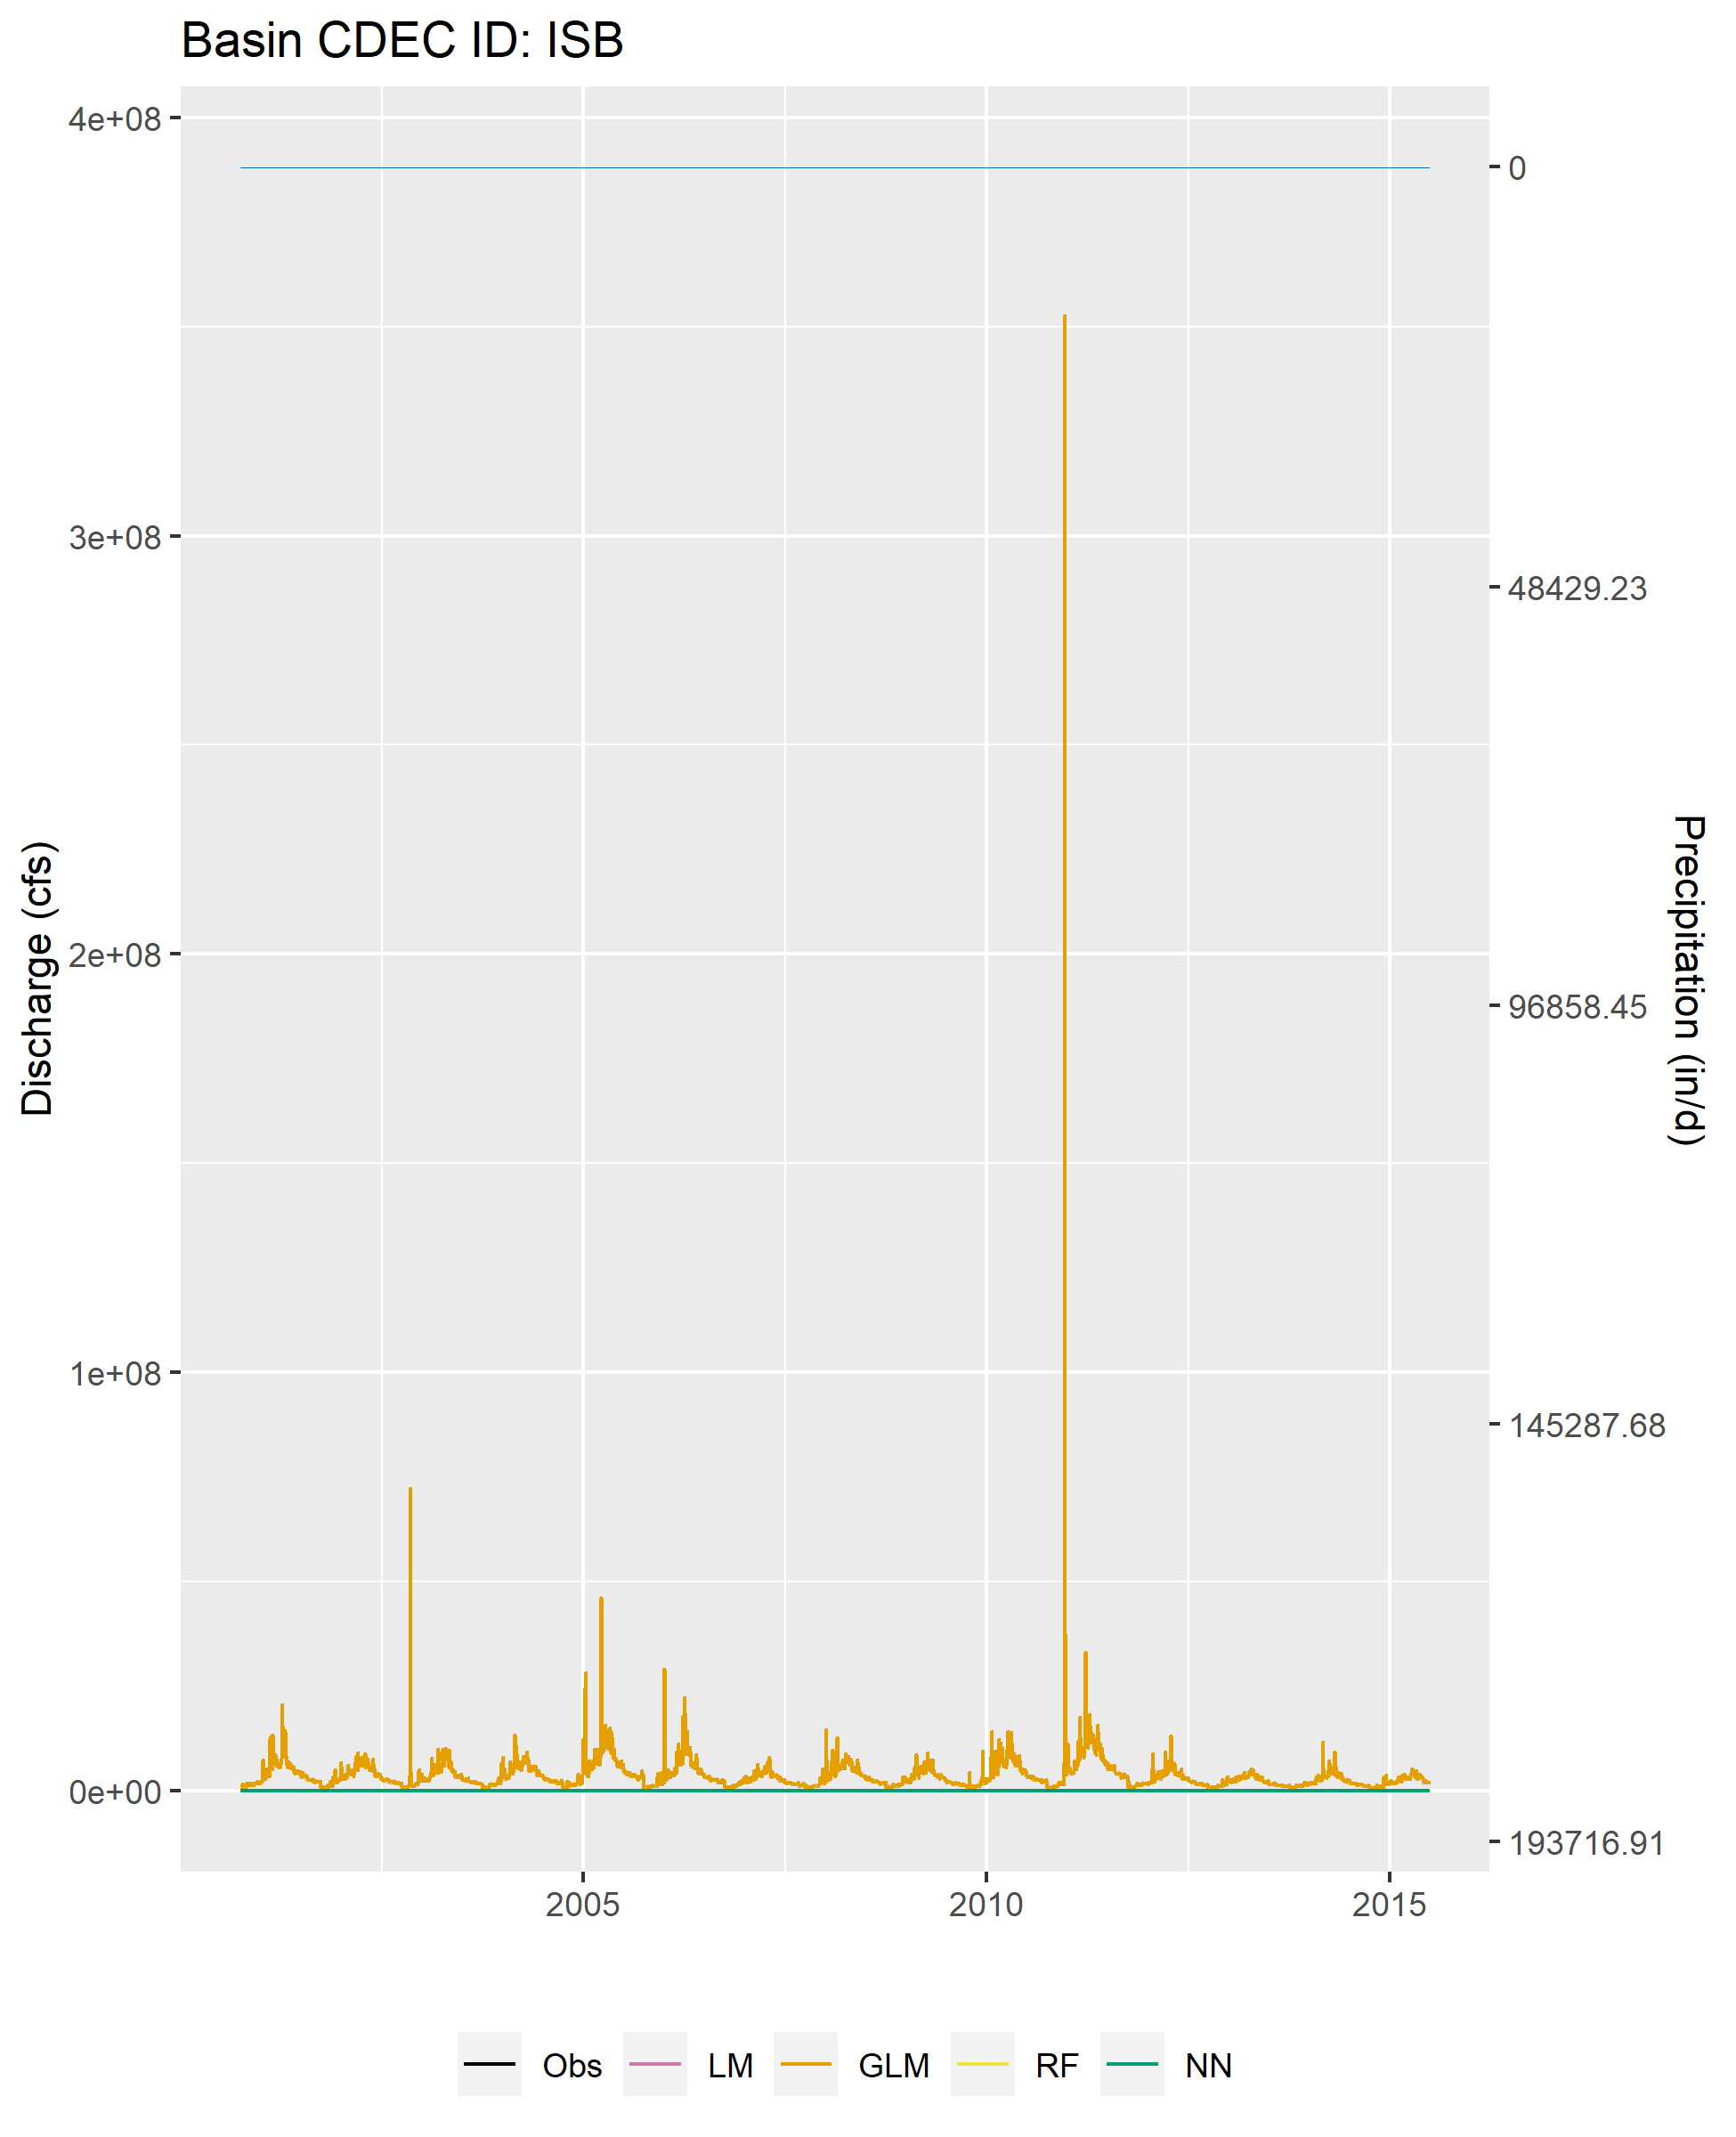 Basin CDEC ID: ISB
4e+08
3e+08
2e+08
1e+08
0e+00
Discharge (cfs)
0
48429.23
96858.45
145287.68
193716.91
Precipitation (in/d)
2005 2010 2015
Obs LM GLM RF NN